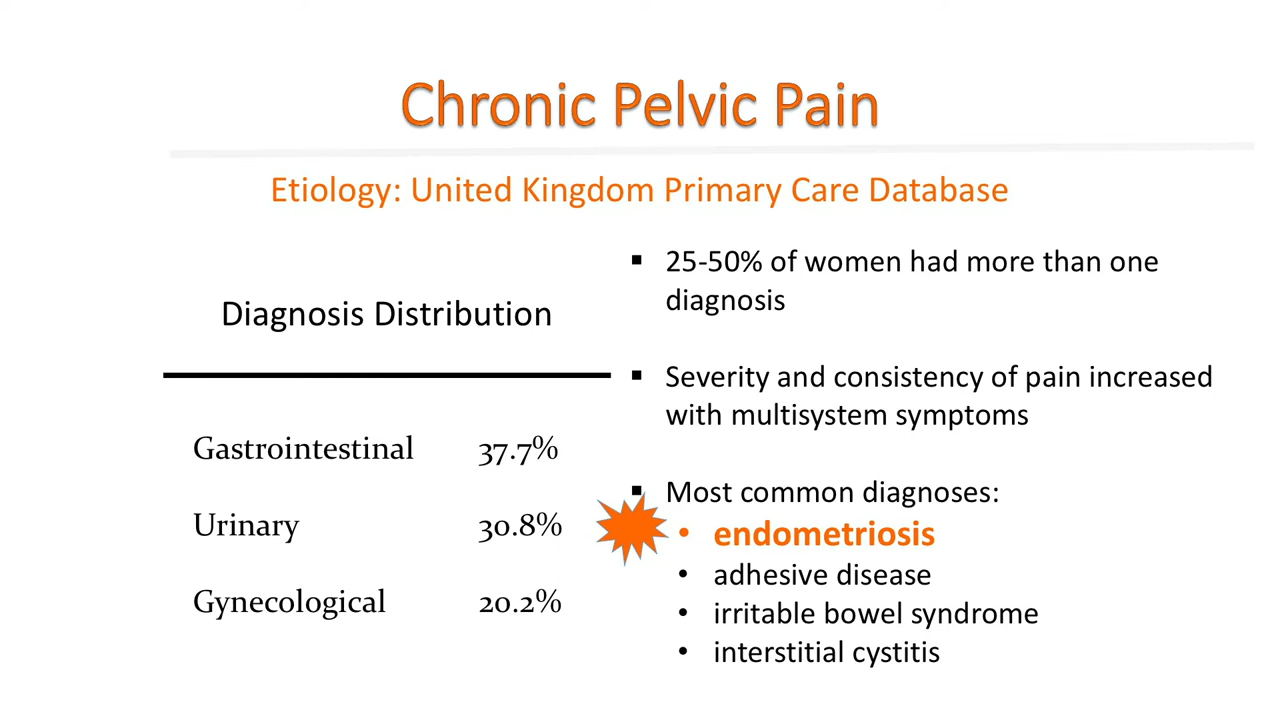 Chronic Pelvic Pain
Etiology: United Kingdom Primary Care Database
Diagnosis Distribution
Gastrointestinal 37.7%
Urinary 30.8%
Gynecological 20.2%
▪ 25-50% of women had more than one
diagnosis
▪ Severity and consistency of pain increased
with multisystem symptoms
▪ Most common diagnoses:
• endometriosis
• adhesive disease
• irritable bowel syndrome
• interstitial cystitis